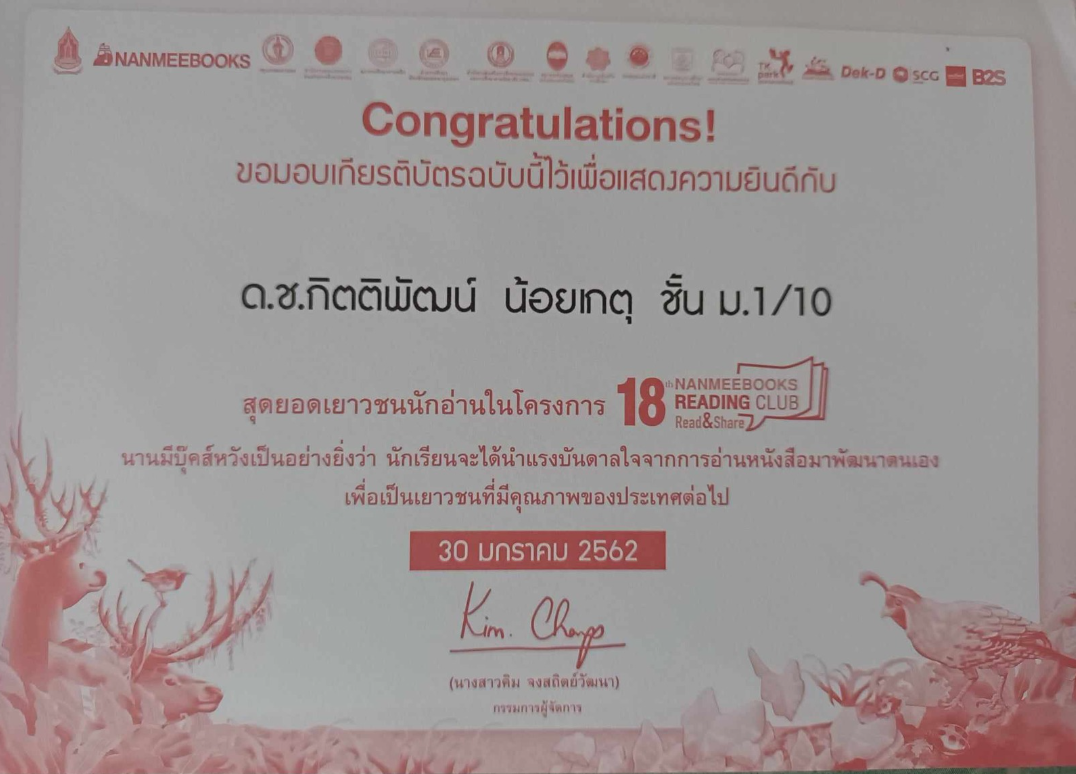 NANMEEBOOKS
TK park
Dek-D
SCG
B2S
Congratulations!
ขอมอบเกียรติบัตรฉบับนี้ไว้เพื่อแสดงความยินดีกับ
ด.ช.กิตติพัฒน์ น้อยเกตุ ชั้น ม.1/10
สุดยอดเยาวชนนักอ่านในโครงการ 18th NANMEEBOOKS
READING CLUB
Read&Share
นานมีบุ๊คส์หวังเป็นอย่างยิ่งว่า นักเรียนจะได้นำแรงบันดาลใจจากการอ่านหนังสือมาพัฒนาตนเอง
เพื่อเป็นเยาวชนที่มีคุณภาพของประเทศต่อไป
30 มกราคม 2562
Kim.
(นางสาวคิม จงสถิตย์วัฒนา)
กรรมการผู้จัดการ